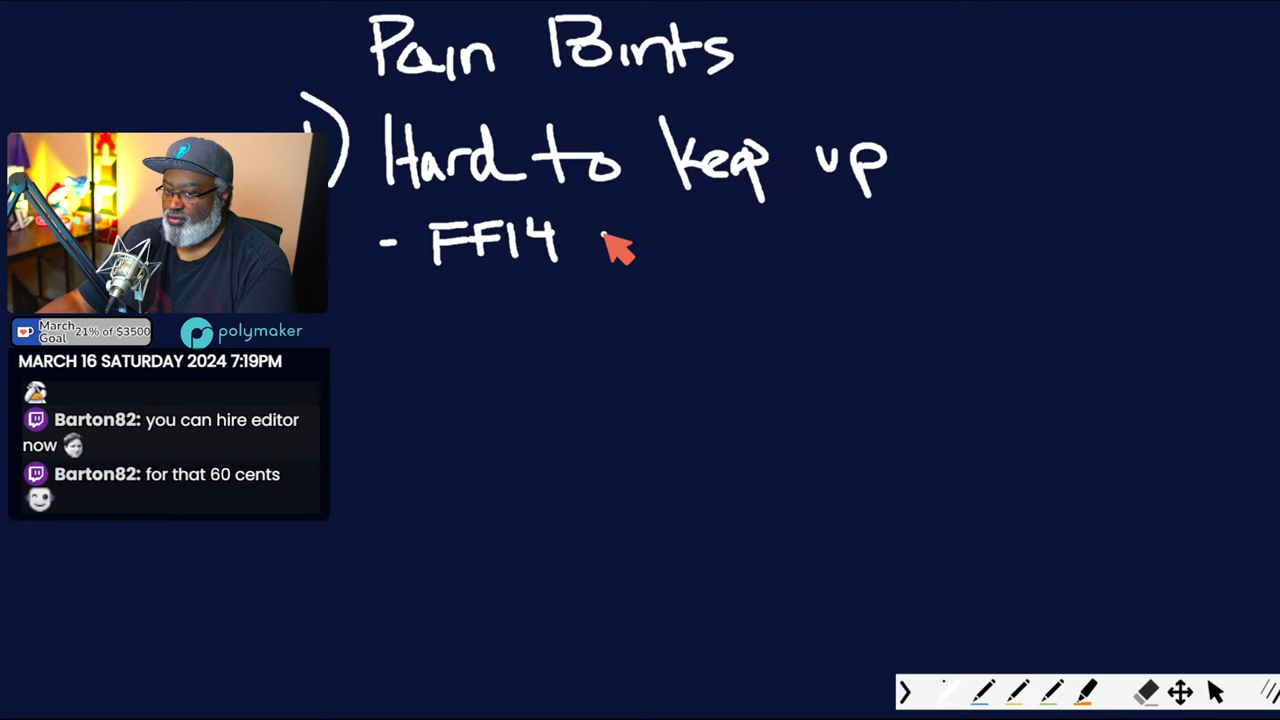 Pain Points
1) Hard to keep up
- FF14
March
Goal
21% of $3500
polymaker
MARCH 16 SATURDAY 2024 7:19PM
Barton82: you can hire editor
now
Barton82: for that 60 cents